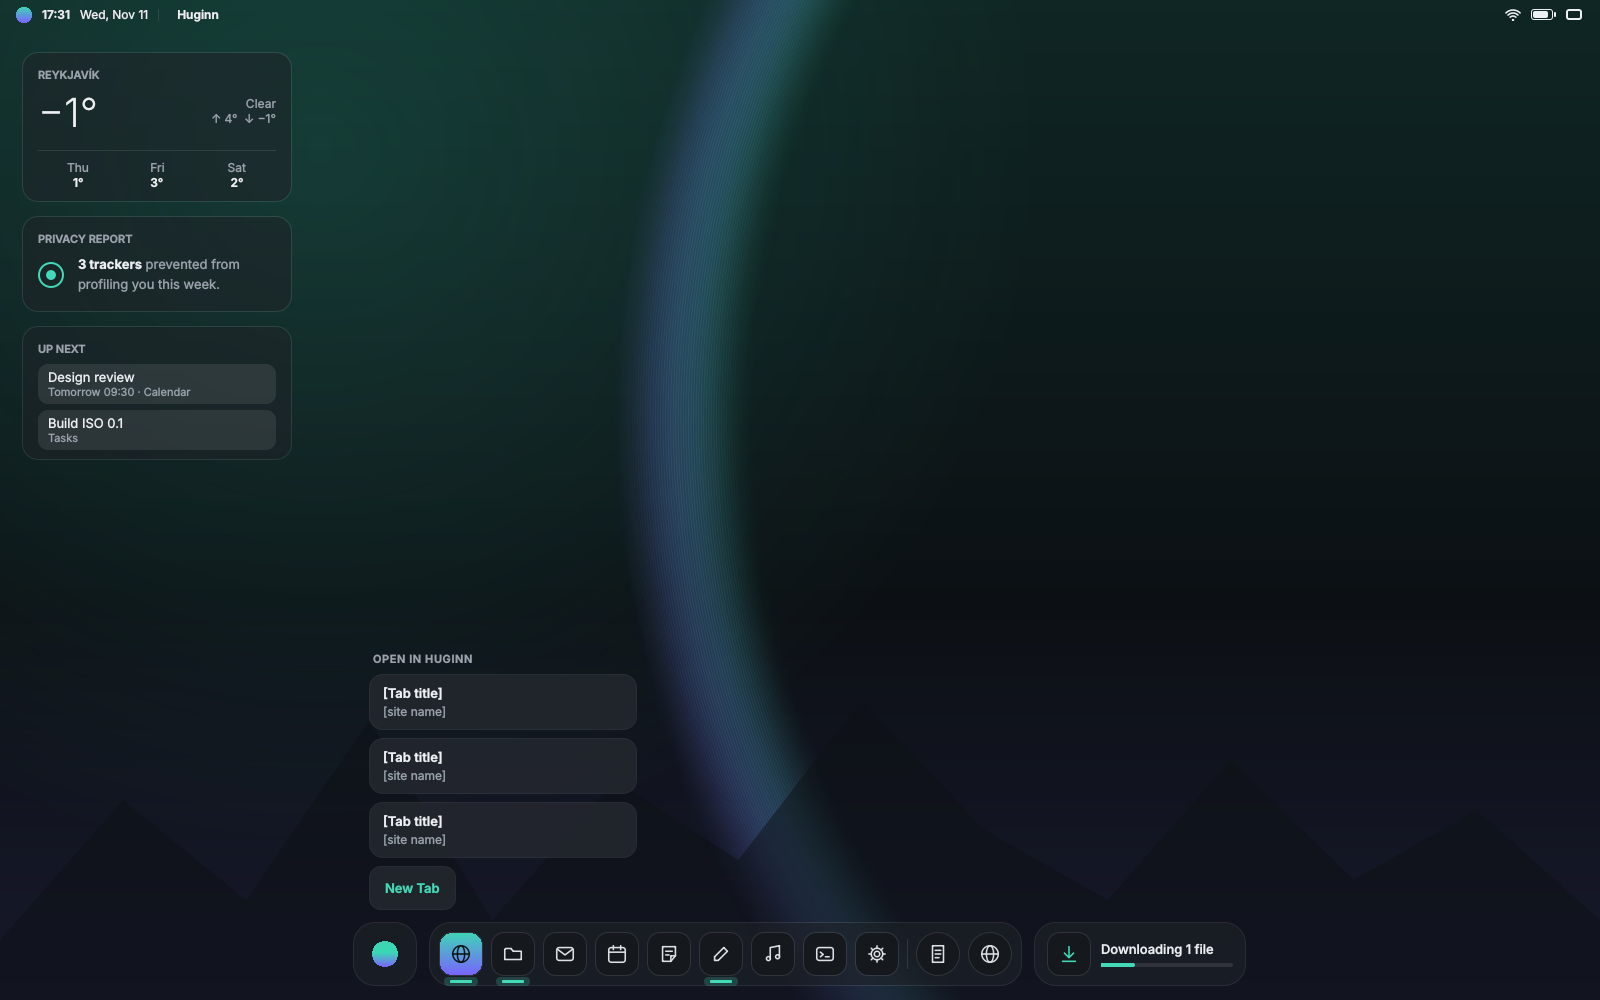 17:31 Wed, Nov 11 Huginn
REYKJAVÍK
−1°
Clear
↑ 4° ↓ −1°
Thu Fri Sat
1° 3° 2°
PRIVACY REPORT
3 trackers prevented from
profiling you this week.
UP NEXT
Design review
Tomorrow 09:30 · Calendar
Build ISO 0.1
Tasks
OPEN IN HUGINN
[Tab title]
[site name]
[Tab title]
[site name]
[Tab title]
[site name]
New Tab
Downloading 1 file